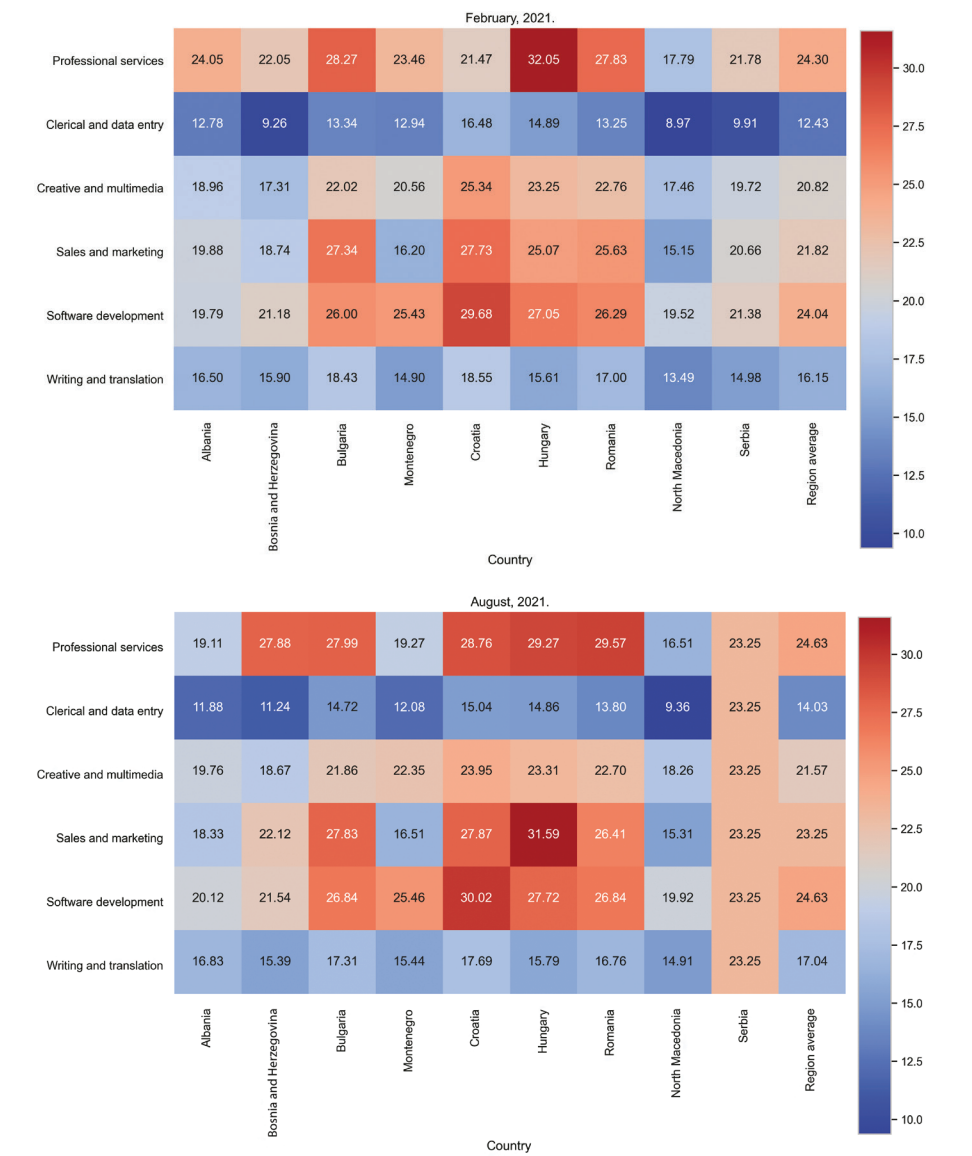 February, 2021.
Professional services 24.05 22.05 28.27 23.46 21.47 32.05 27.83 17.79 21.78 24.30
Clerical and data entry 12.78 9.26 13.34 12.94 16.48 14.89 13.25 8.97 9.91 12.43
Creative and multimedia 18.96 17.31 22.02 20.56 25.34 23.25 22.76 17.46 19.72 20.82
Sales and marketing 19.88 18.74 27.34 16.20 27.73 25.07 25.63 15.15 20.66 21.82
Software development 19.79 21.18 26.00 25.43 29.68 27.05 26.29 19.52 21.38 24.04
Writing and translation 16.50 15.90 18.43 14.90 18.55 15.61 17.00 13.49 14.98 16.15
Albania
Bosnia and Herzegovina
Bulgaria
Montenegro
Croatia
Hungary
Romania
North Macedonia
Serbia
Region average
Country
30.0
27.5
25.0
22.5
20.0
17.5
15.0
12.5
10.0
August, 2021.
Professional services 19.11 27.88 27.99 19.27 28.76 29.27 29.57 16.51 23.25 24.63
Clerical and data entry 11.88 11.24 14.72 12.08 15.04 14.86 13.80 9.36 23.25 14.03
Creative and multimedia 19.76 18.67 21.86 22.35 23.95 23.31 22.70 18.26 23.25 21.57
Sales and marketing 18.33 22.12 27.83 16.51 27.87 31.59 26.41 15.31 23.25 23.25
Software development 20.12 21.54 26.84 25.46 30.02 27.72 26.84 19.92 23.25 24.63
Writing and translation 16.83 15.39 17.31 15.44 17.69 15.79 16.76 14.91 23.25 17.04
Albania
Bosnia and Herzegovina
Bulgaria
Montenegro
Croatia
Hungary
Romania
North Macedonia
Serbia
Region average
Country
30.0
27.5
25.0
22.5
20.0
17.5
15.0
12.5
10.0